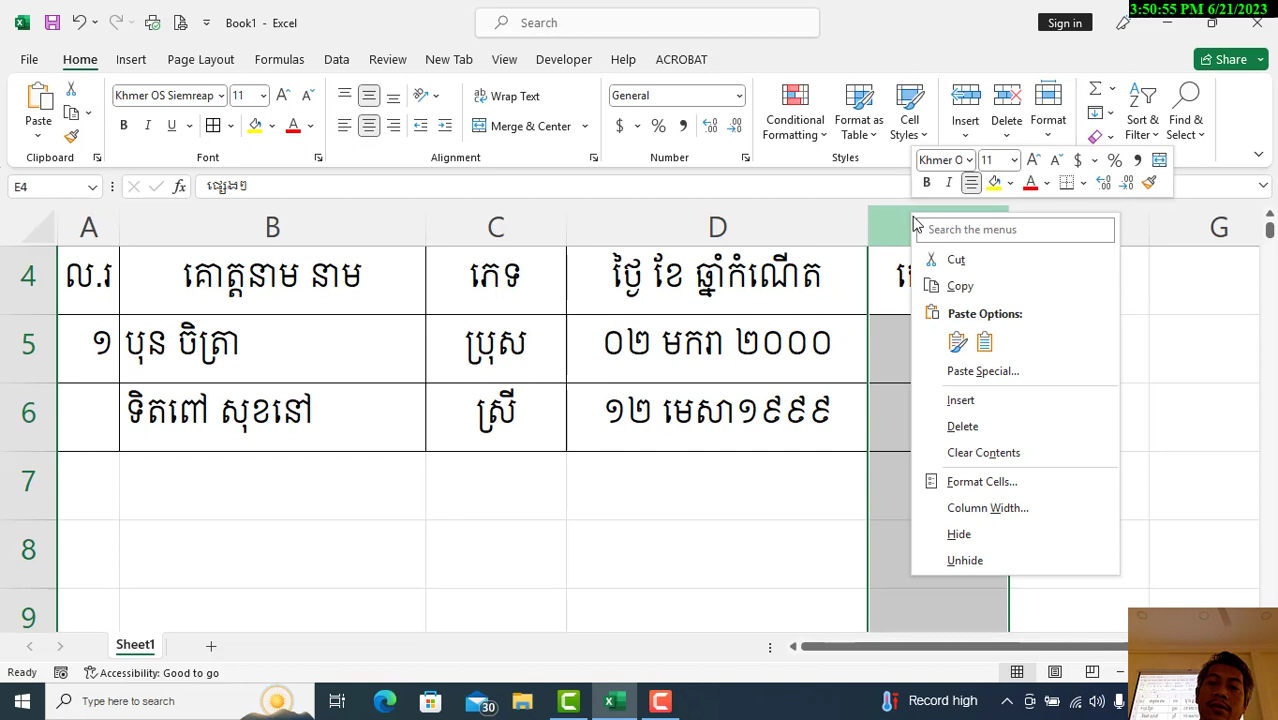 3:50:55 PM 6/21/2023
Book1 - Excel
Search
Sign in
File Home Insert Page Layout Formulas Data Review New Tab View Developer Help ACROBAT
Share
Paste
Khmer OS Siemreap 11
B I U
Wrap Text
Merge & Center
General
$ % ,
Conditional Formatting
Format as Table
Cell Styles
Insert
Delete
Format
Sort & Filter
Find & Select
Clipboard
Font
Alignment
Number
Styles
Khmer O 11
$ % ,
B I
E4
fx
ផ្សេងៗ
A B C D G
4 ល.រ គោត្តនាម នាម ភេទ ថ្ងៃ ខែ ឆ្នាំកំណើត
5 ១ បុន ចិត្រា ប្រុស ០២ មករា ២០០០
6 ទិតពៅ សុខនៅ ស្រី ១២ មេសា១៩៩៩
7
8
9
Search the menus
Cut
Copy
Paste Options:
Paste Special...
Insert
Delete
Clear Contents
Format Cells...
Column Width...
Hide
Unhide
Sheet1
Ready
Accessibility: Good to go
Type here to search
30
Record high